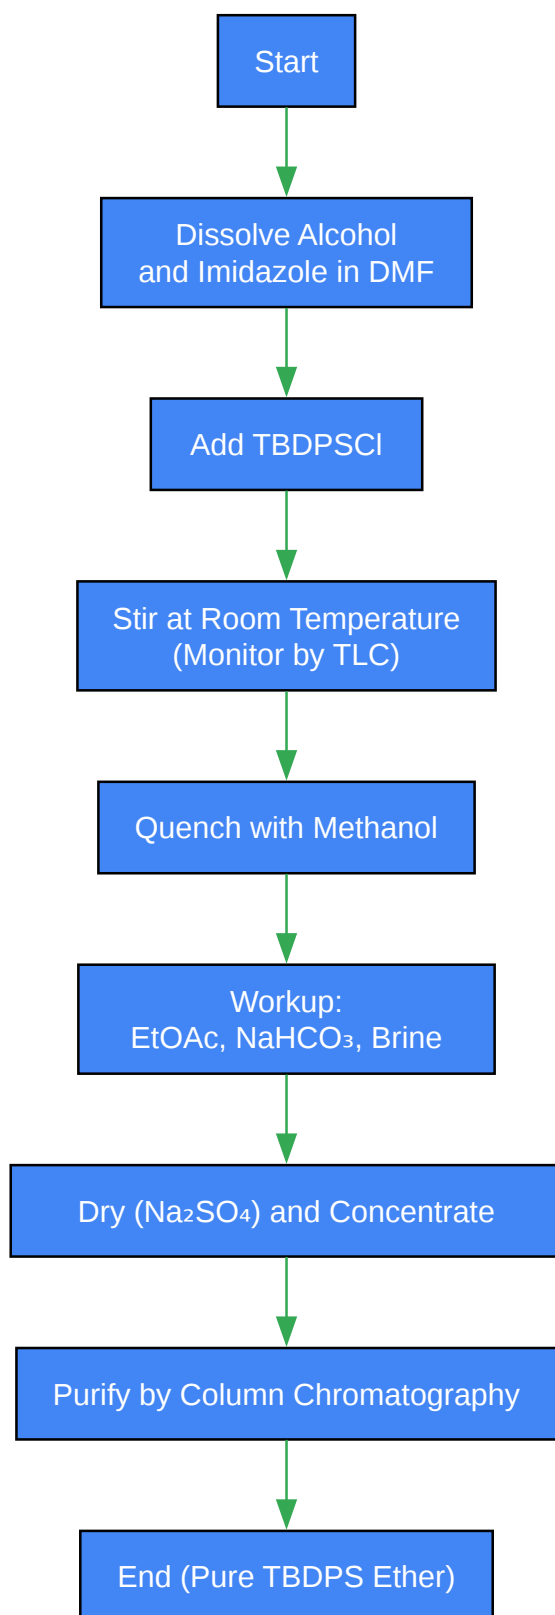 Start
Dissolve Alcohol
and Imidazole in DMF
Add TBDPSCl
Stir at Room Temperature
(Monitor by TLC)
Quench with Methanol
Workup:
EtOAc, NaHCO₃, Brine
Dry (Na₂SO₄) and Concentrate
Purify by Column Chromatography
End (Pure TBDPS Ether)